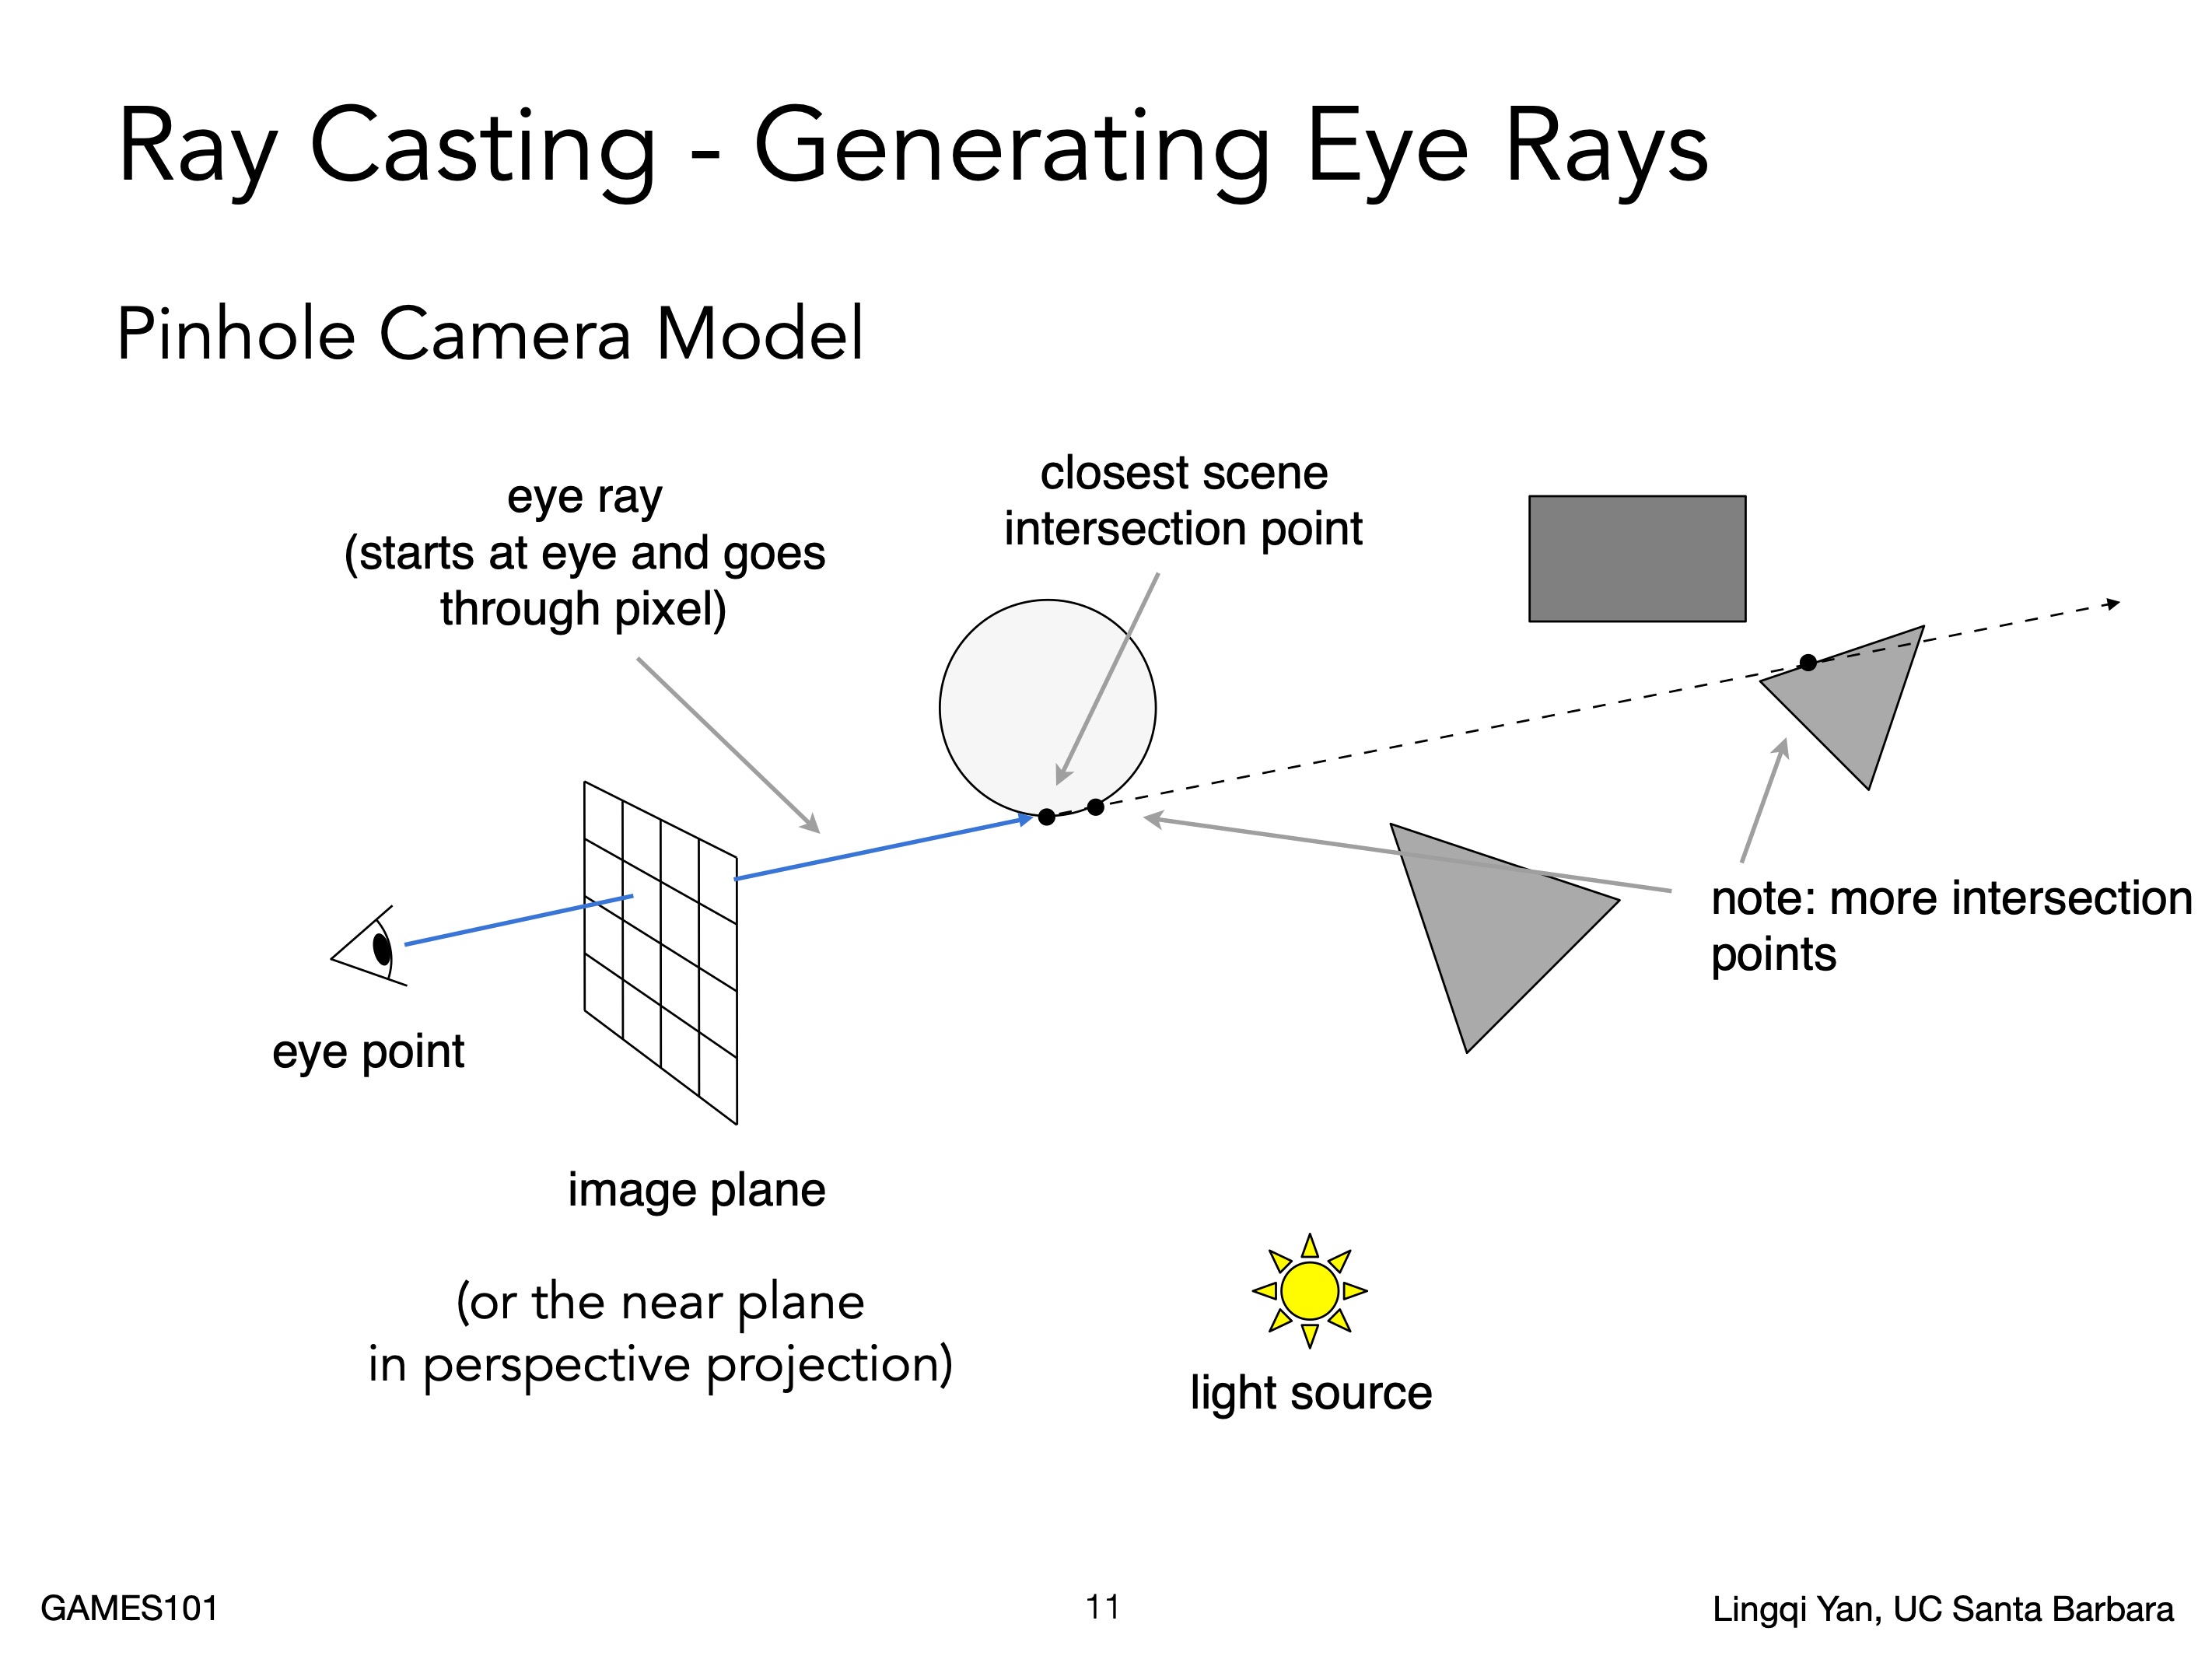 Ray Casting - Generating Eye Rays
Pinhole Camera Model
eye ray
(starts at eye and goes
through pixel)
closest scene
intersection point
note: more intersection
points
eye point
image plane
(or the near plane
in perspective projection)
light source
GAMES101
11
Lingqi Yan, UC Santa Barbara